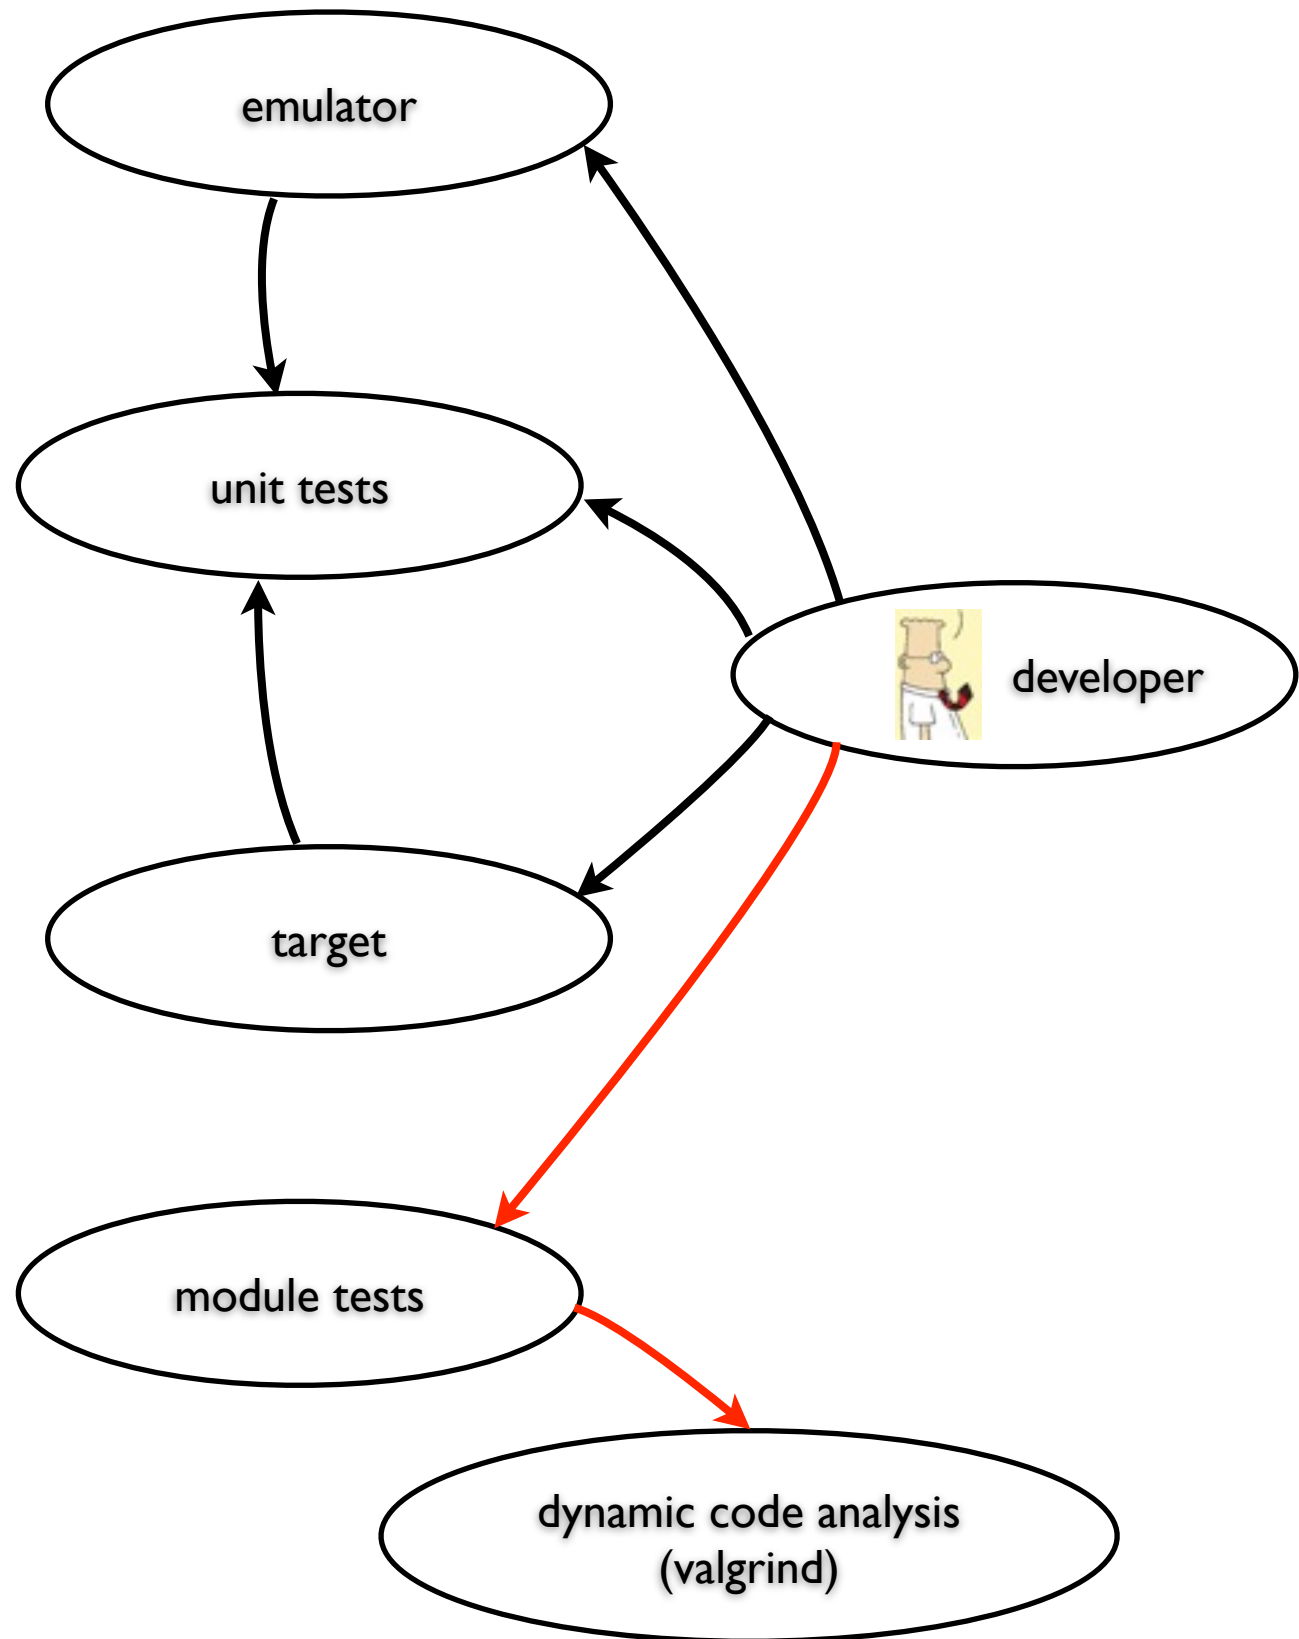 emulator
unit tests
developer
target
module tests
dynamic code analysis
(valgrind)